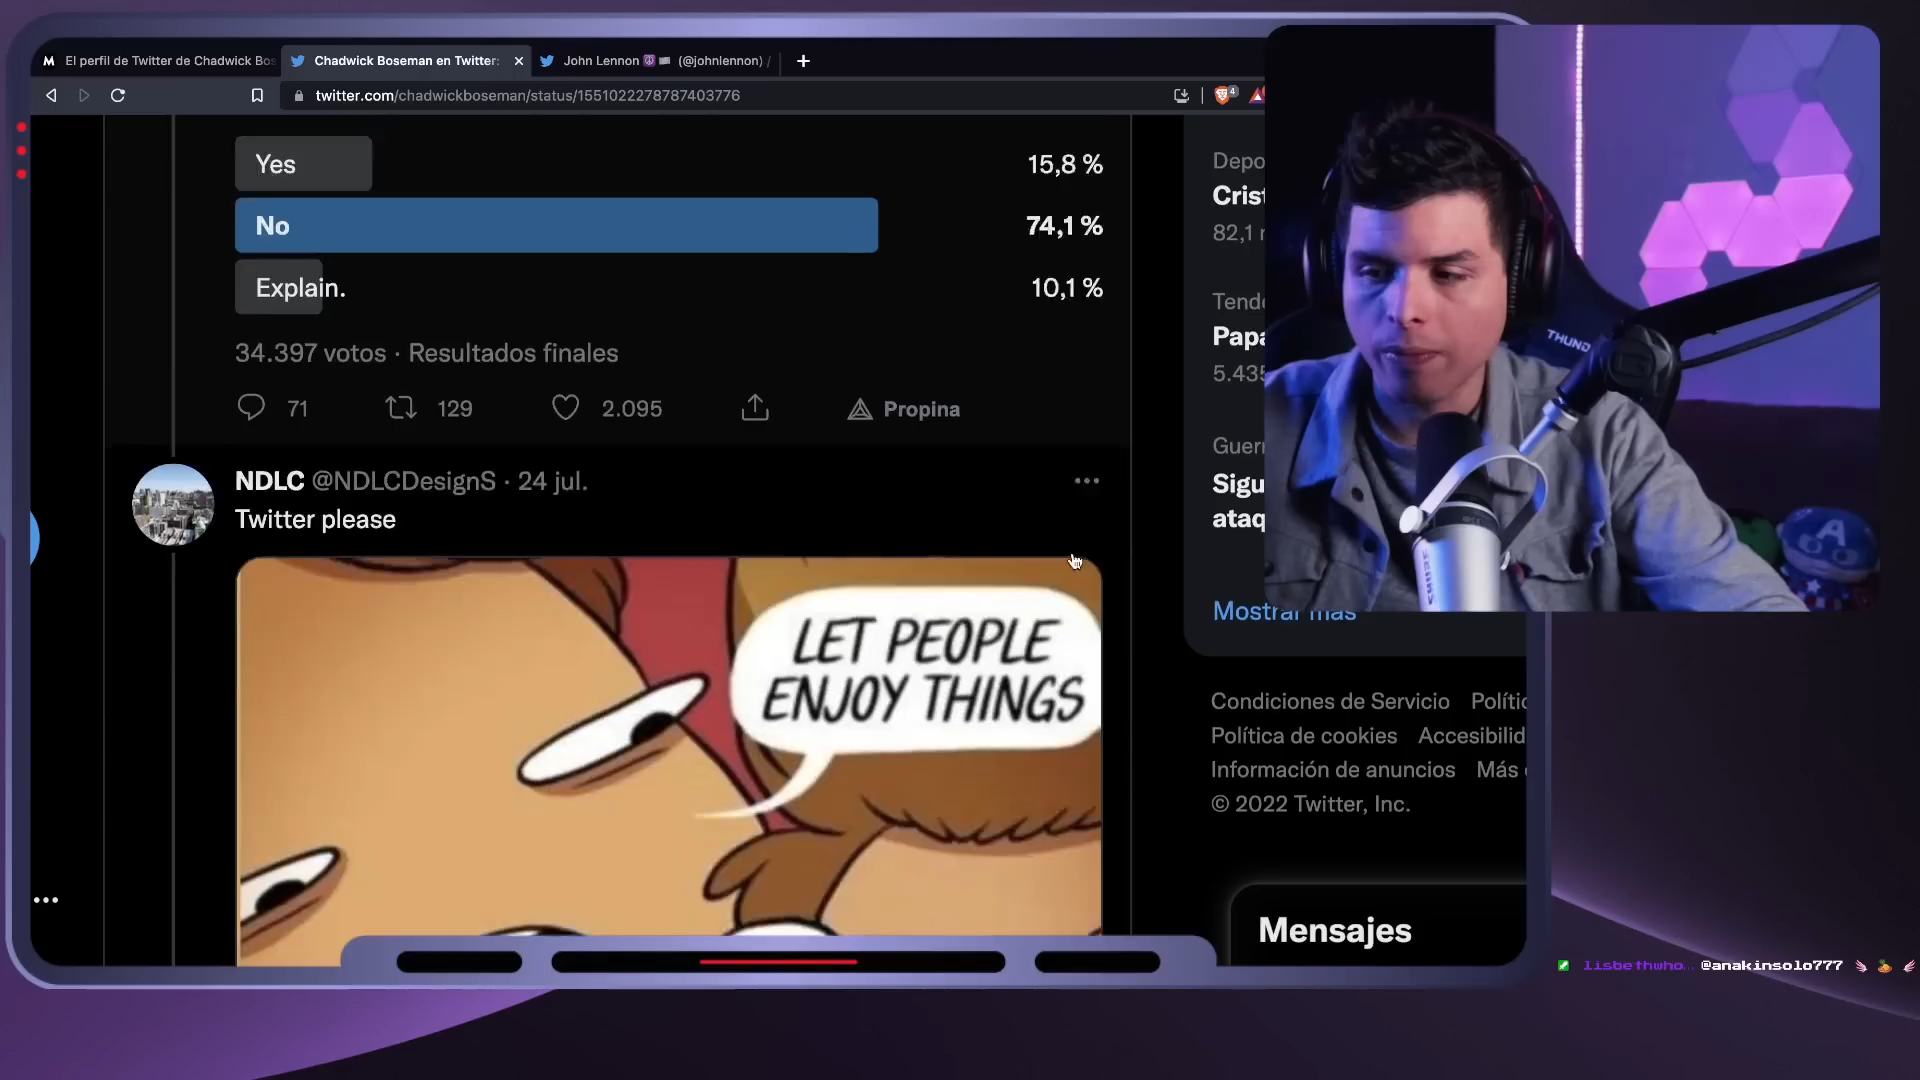 El perfil de Twitter de Chadwick Bos
Chadwick Boseman en Twitter:
John Lennon (@johnlennon) /
twitter.com/chadwickboseman/status/1551022278787403776
4
Yes 15,8 %
No 74,1 %
Explain. 10,1 %
34.397 votos · Resultados finales
71 129 2.095 Propina
NDLC @NDLCDesignS · 24 jul.
Twitter please
LET PEOPLE
ENJOY THINGS
Depo
Crist
82,1
Tend
Papa
5.435
Guerr
Sigu
ataq
Mostrar más
Condiciones de Servicio Polític
Política de cookies Accesibilid
Información de anuncios Más
© 2022 Twitter, Inc.
Mensajes
THUND
lisbethwho... @anakinsolo777